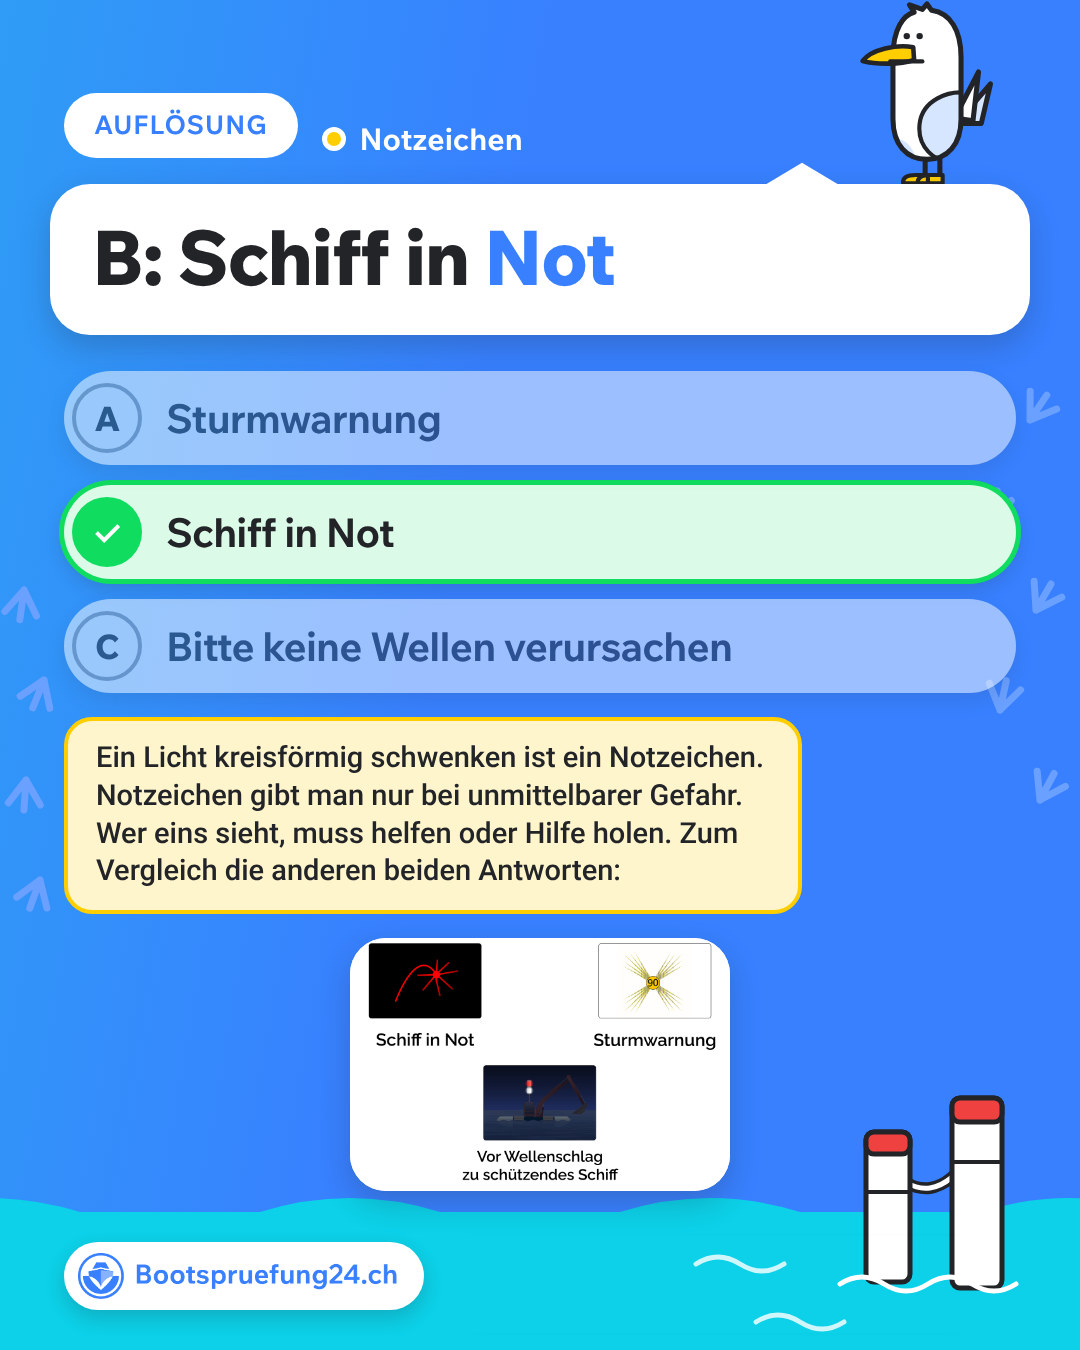 AUFLÖSUNG
Notzeichen
B: Schiff in Not
A Sturmwarnung
Schiff in Not
C Bitte keine Wellen verursachen
Ein Licht kreisförmig schwenken ist ein Notzeichen.
Notzeichen gibt man nur bei unmittelbarer Gefahr.
Wer eins sieht, muss helfen oder Hilfe holen. Zum
Vergleich die anderen beiden Antworten:
90
Schiff in Not
Sturmwarnung
Vor Wellenschlag
zu schützendes Schiff
Bootspruefung24.ch